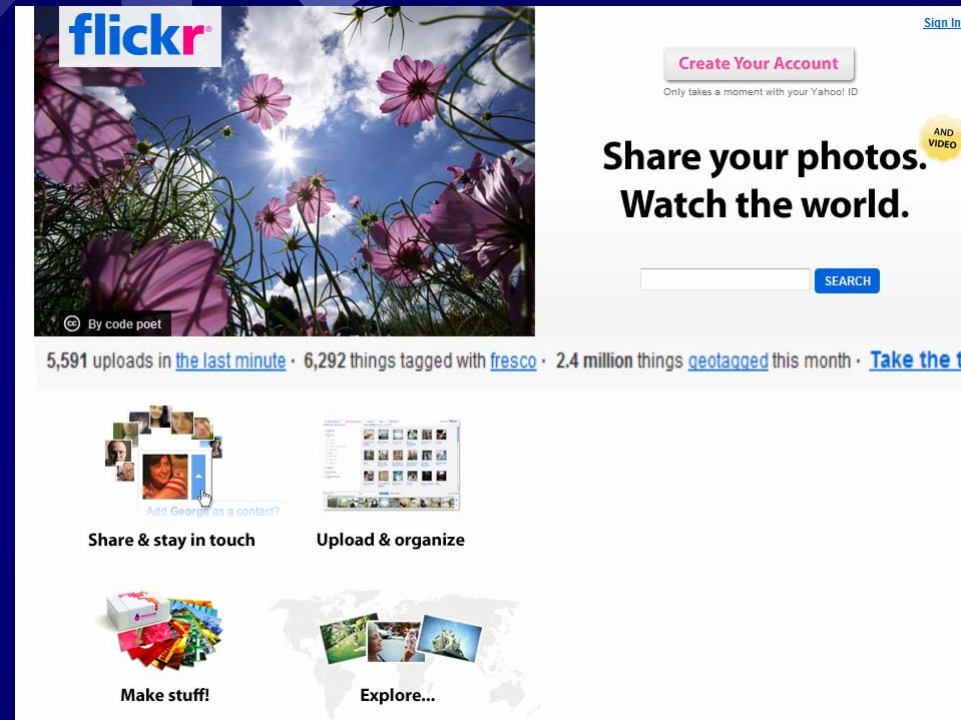 flickr
Sign In
Create Your Account
Only takes a moment with your Yahoo! ID
AND
VIDEO
Share your photos.
Watch the world.
SEARCH
By code poet
5,591 uploads in the last minute · 6,292 things tagged with fresco · 2.4 million things geotagged this month · Take the t
Add George as a contact?
Share & stay in touch
Upload & organize
Make stuff!
Explore...